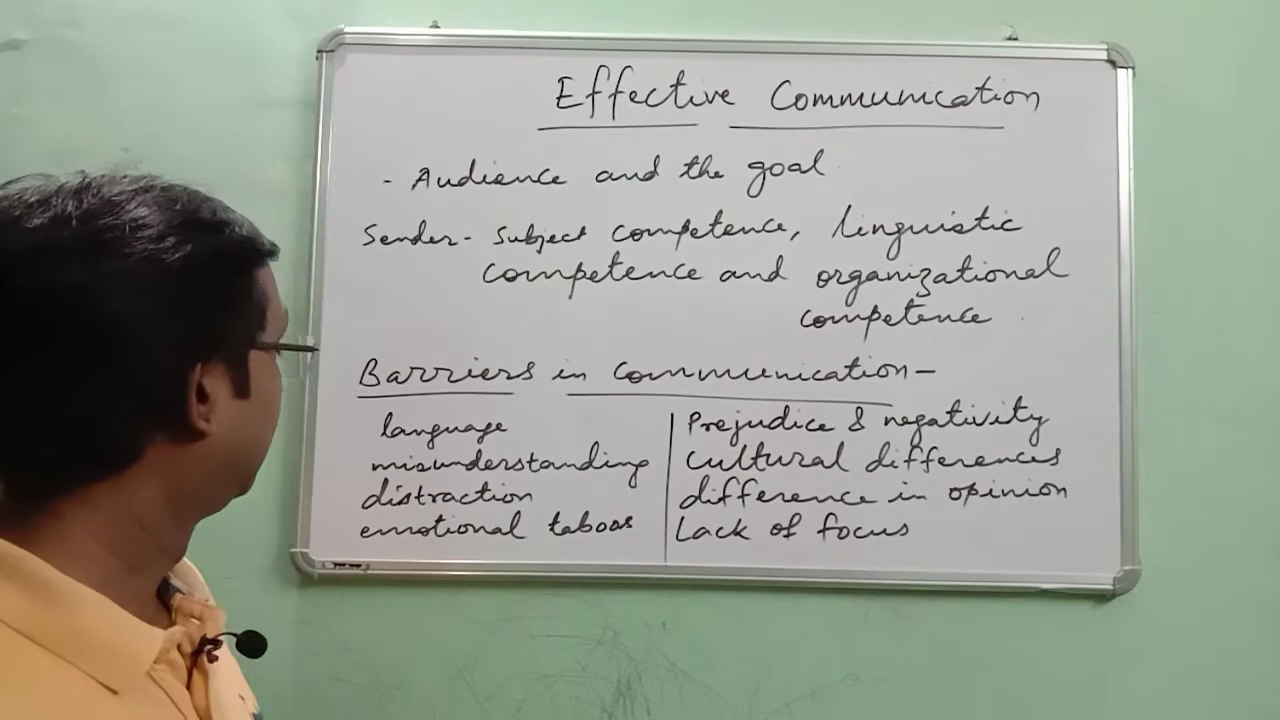 Effective Communication
- Audience and the goal
Sender - Subject competence, linguistic
competence and organizational
competence
Barriers in communication -
language
misunderstanding
distraction
emotional taboos
Prejudice & negativity
cultural differences
difference in opinion
Lack of focus